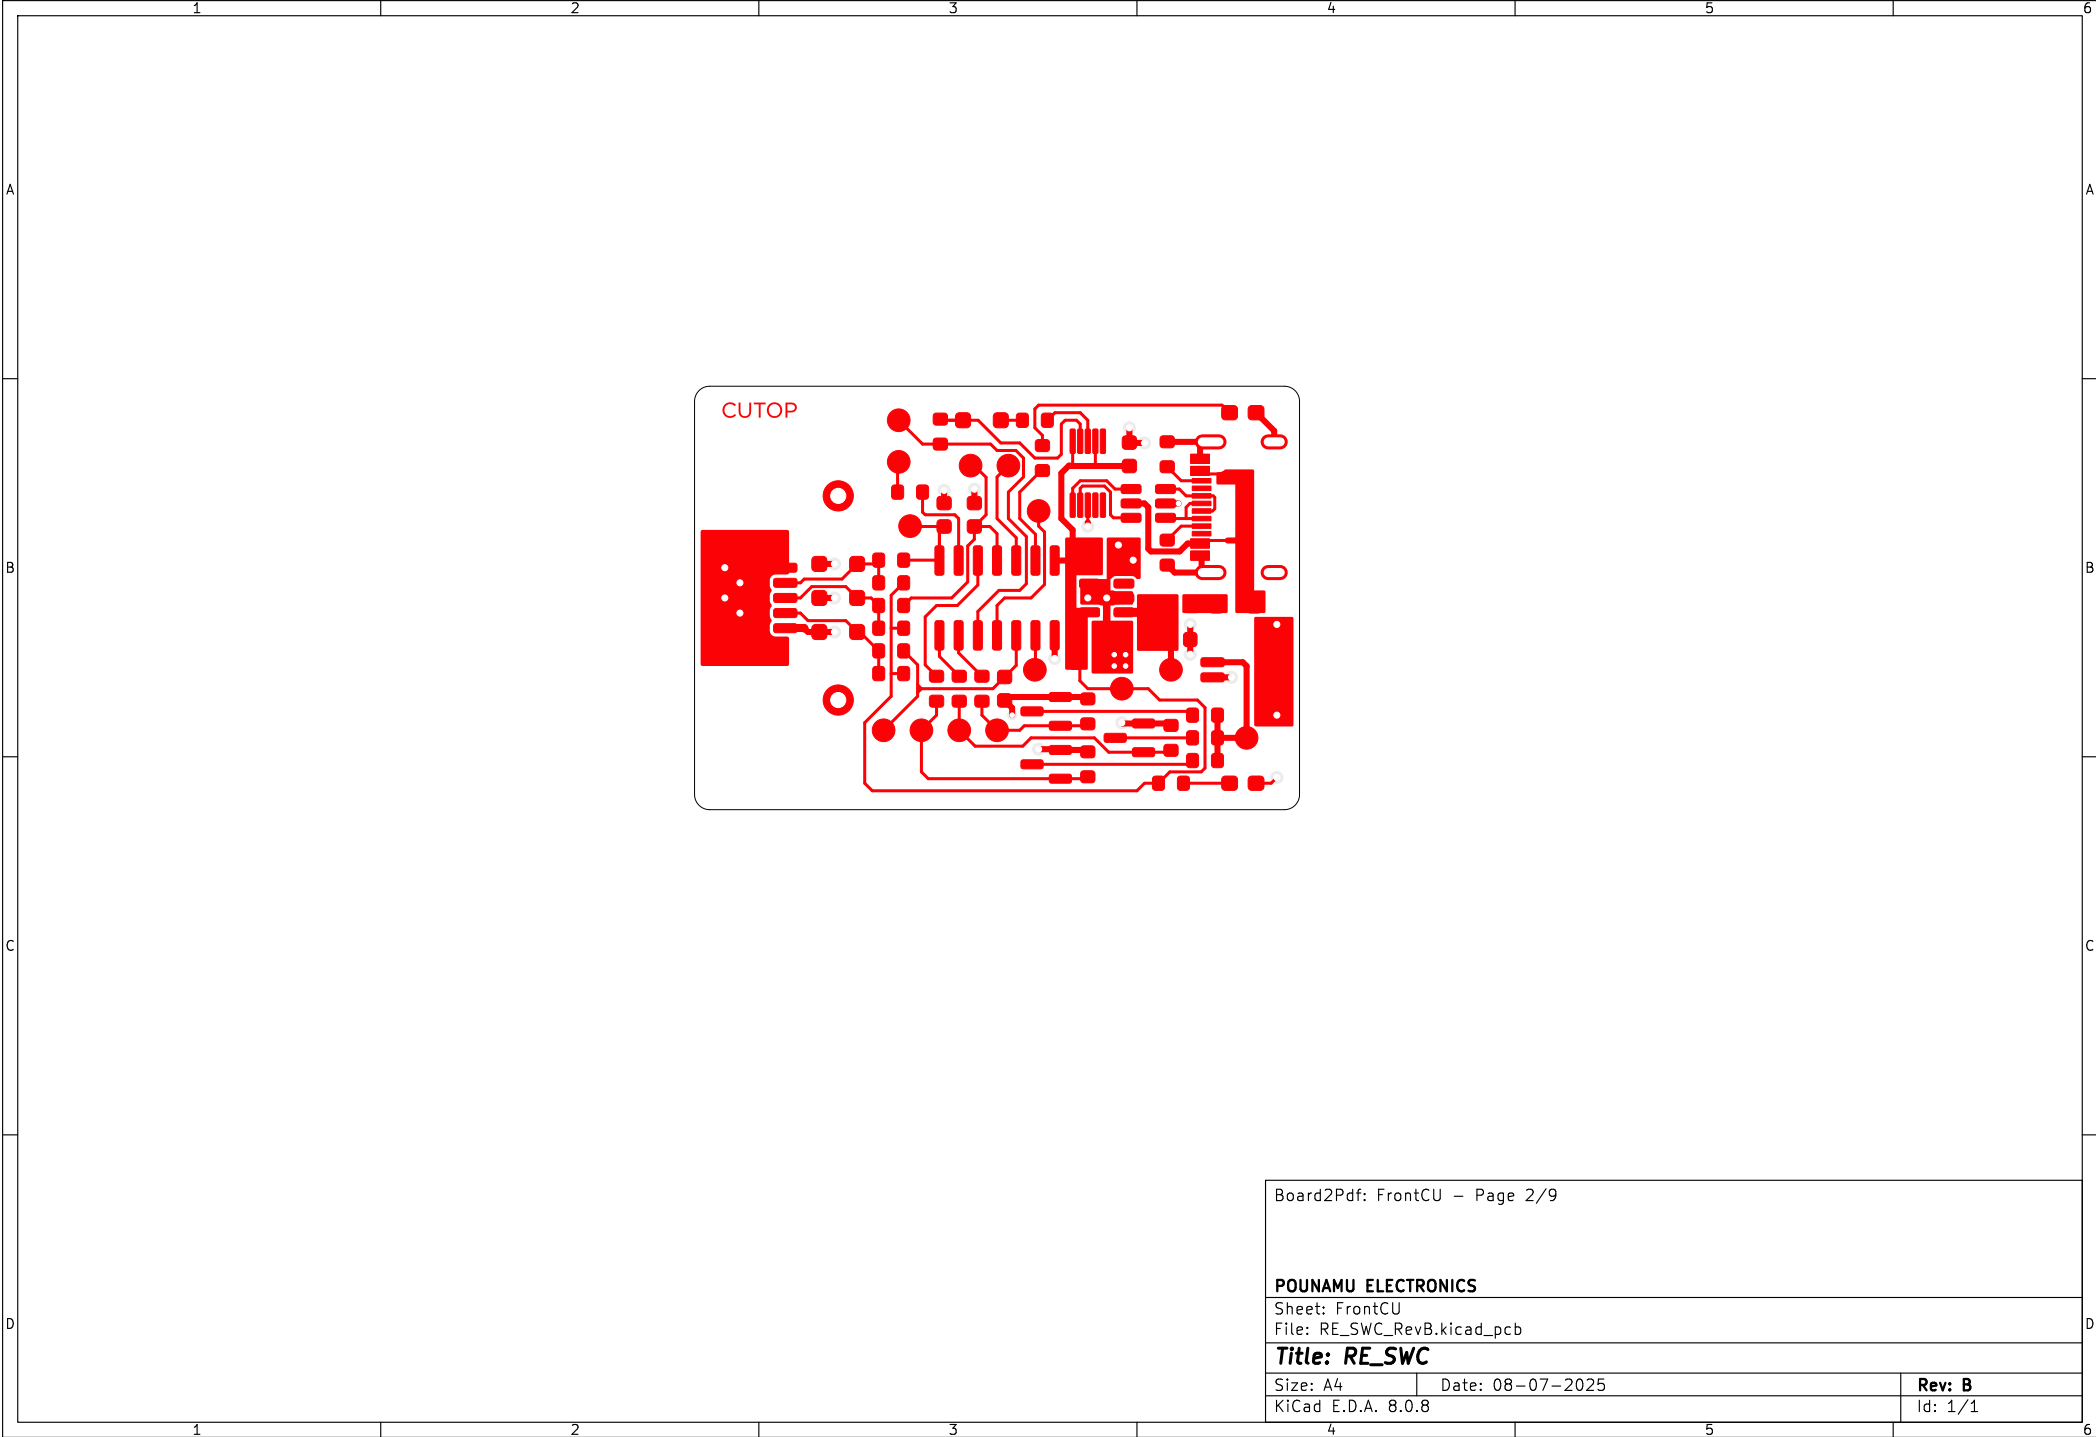 1 2 3 4 5 6
A A
CUTOP
B B
C C
Board2Pdf: FrontCU - Page 2/9
POUNAMU ELECTRONICS
Sheet: FrontCU
D D
File: RE_SWC_RevB.kicad_pcb
Title: RE_SWC
Size: A4 Date: 08-07-2025 Rev: B
KiCad E.D.A. 8.0.8 Id: 1/1
1 2 3 4 5 6